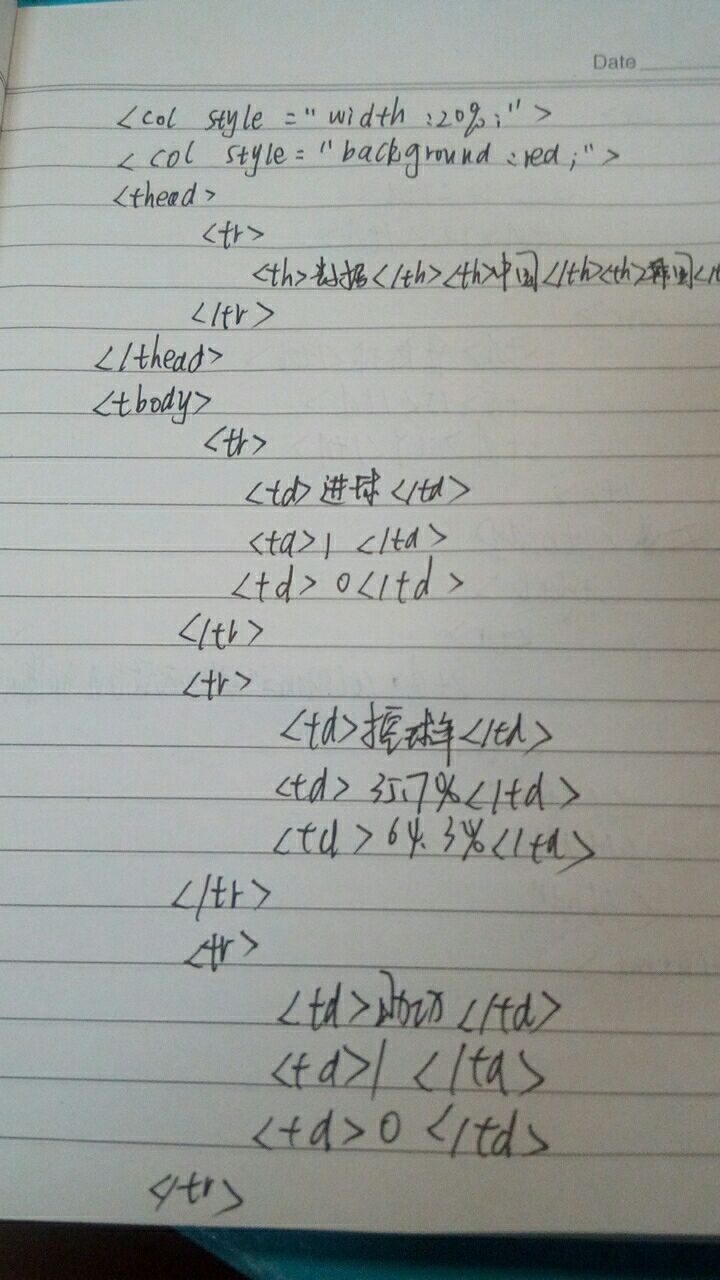 Date
<col style="width:20%;">
<col style="background:red;">
<thead>
<tr>
<th>数据</th><th>中国</th><th>韩国</t
</tr>
</thead>
<tbody>
<tr>
<td>进球</td>
<td>1</td>
<td>0</td>
</tr>
<tr>
<td>控球率</td>
<td>35.7%</td>
<td>64.3%</td>
</tr>
<tr>
<td></td>
<td>1</td>
<td>0</td>
</tr>